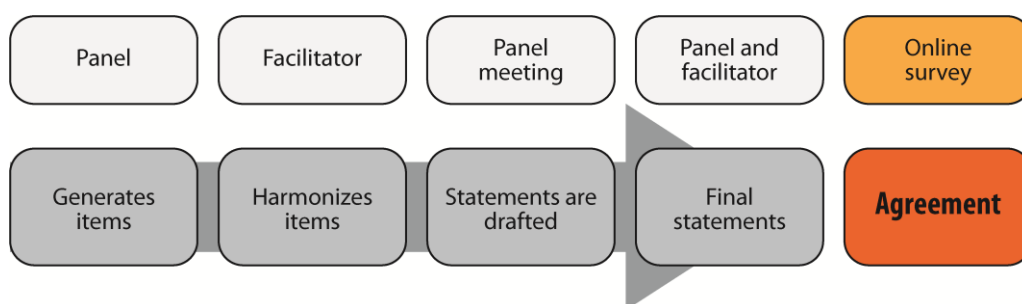 Panel
Facilitator
Panel
meeting
Panel and
facilitator
Online
survey
Generates
items
Harmonizes
items
Statements are
drafted
Final
statements
Agreement